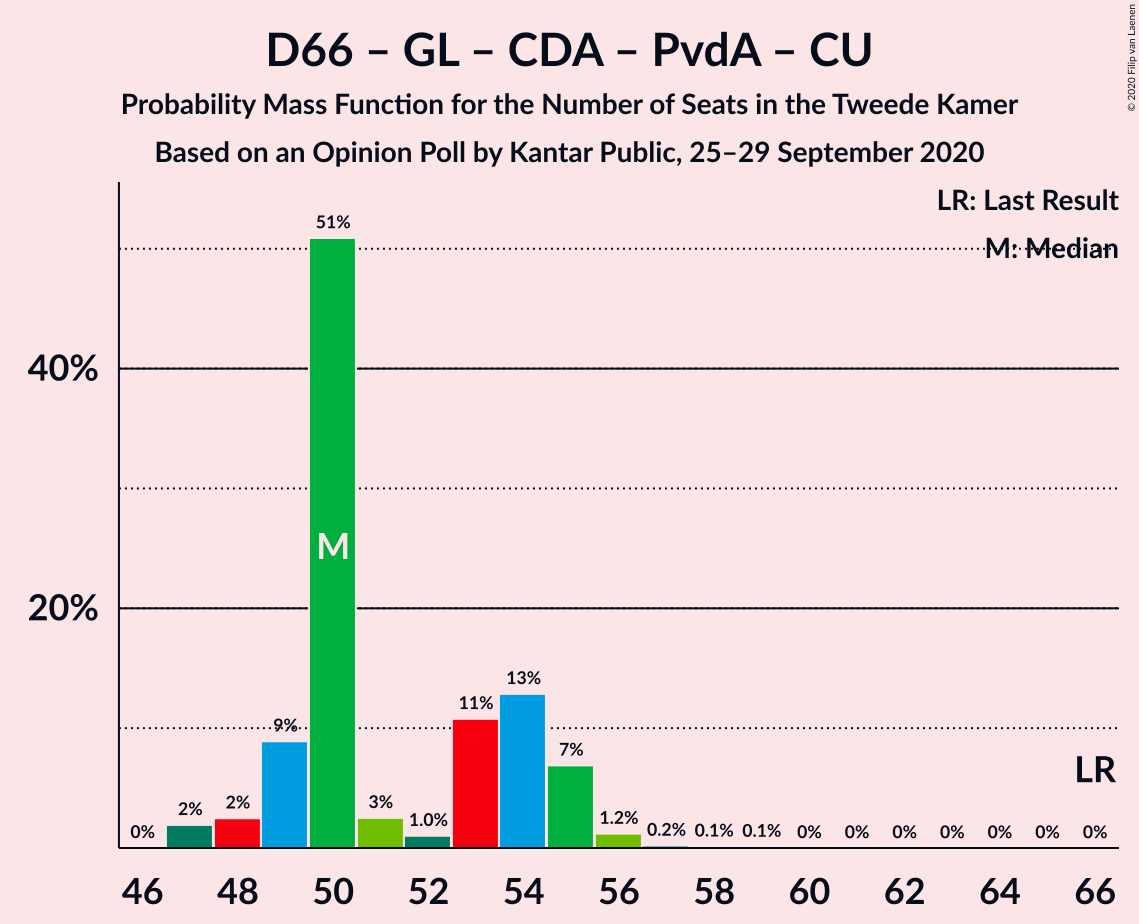 D66 – GL – CDA – PvdA – CU
Probability Mass Function for the Number of Seats in the Tweede Kamer
Based on an Opinion Poll by Kantar Public, 25–29 September 2020
© 2020 Filip van Laenen
LR: Last Result
M: Median
40%
20%
0%
2%
2%
9%
51%
M
3%
1.0%
11%
13%
7%
1.2%
0.2%
0.1%
0.1%
0%
0%
0%
0%
0%
0%
0%
LR
46 48 50 52 54 56 58 60 62 64 66